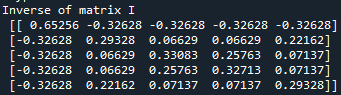 Inverse of matrix I
[[ 0.65256 -0.32628 -0.32628 -0.32628 -0.32628]
[-0.32628  0.29328  0.06629  0.06629  0.22162]
[-0.32628  0.06629  0.33083  0.25763  0.07137]
[-0.32628  0.06629  0.25763  0.32713  0.07137]
[-0.32628  0.22162  0.07137  0.07137  0.29328]]